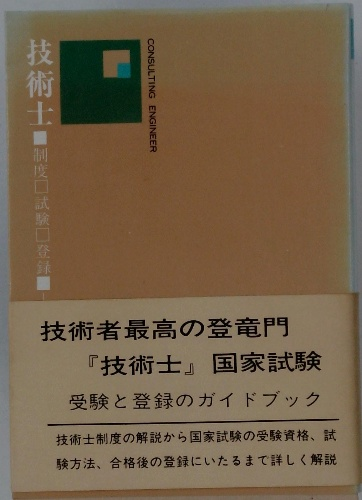 技術士■制度□試験□登録■
CONSULTING ENGINEER
技術者最高の登竜門
『技術士』国家試験
受験と登録のガイドブック
技術士制度の解説から国家試験の受験資格、試
験方法、合格後の登録にいたるまで詳しく解説